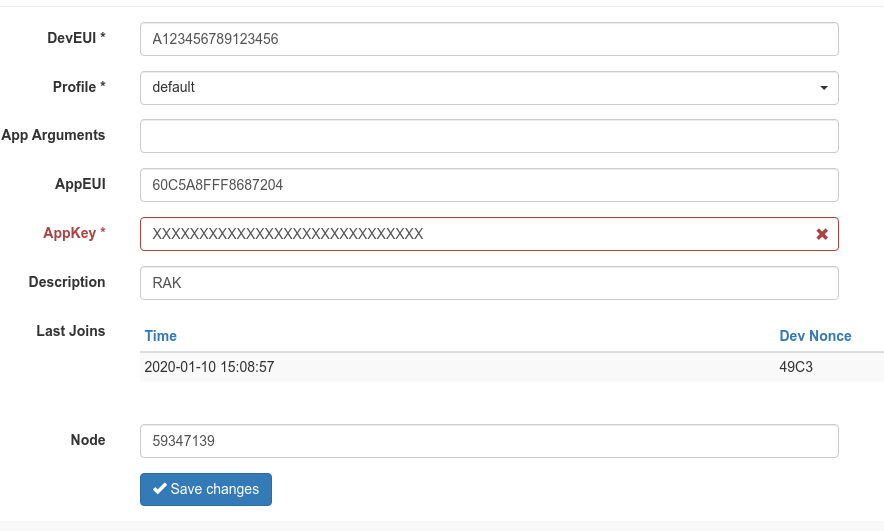 DevEUI * A123456789123456
Profile * default
App Arguments
AppEUI 60C5A8FFF8687204
AppKey * XXXXXXXXXXXXXXXXXXXXXXXXXXXXX
Description RAK
Last Joins Time Dev Nonce
2020-01-10 15:08:57 49C3
Node 59347139
Save changes